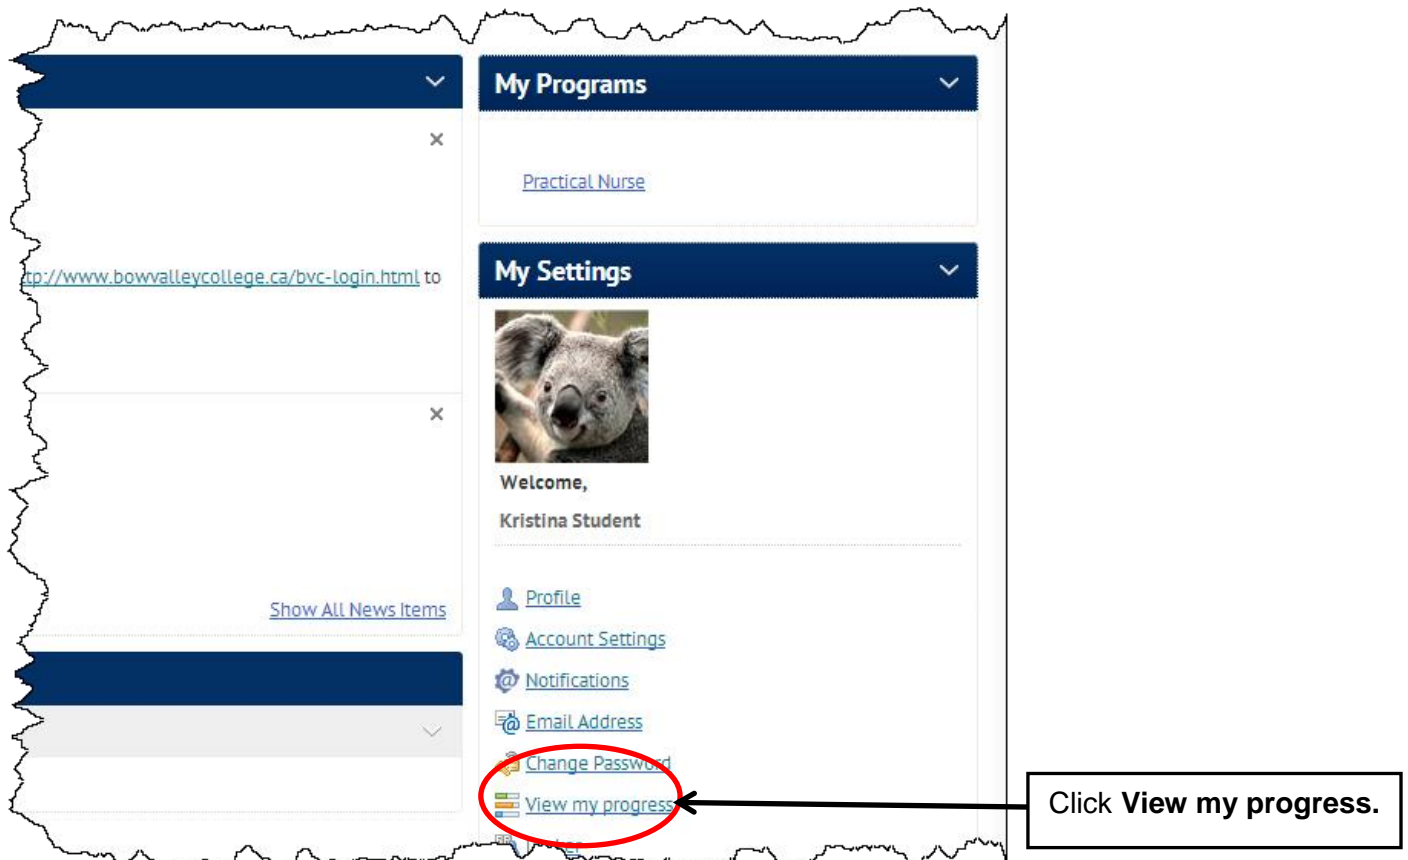 My Programs
Practical Nurse
tp://www.bowvalleycollege.ca/bvc-login.html to
Show All News Items
My Settings
Welcome,
Kristina Student
Profile
Account Settings
Notifications
Email Address
Change Password
View my progress
Click View my progress.